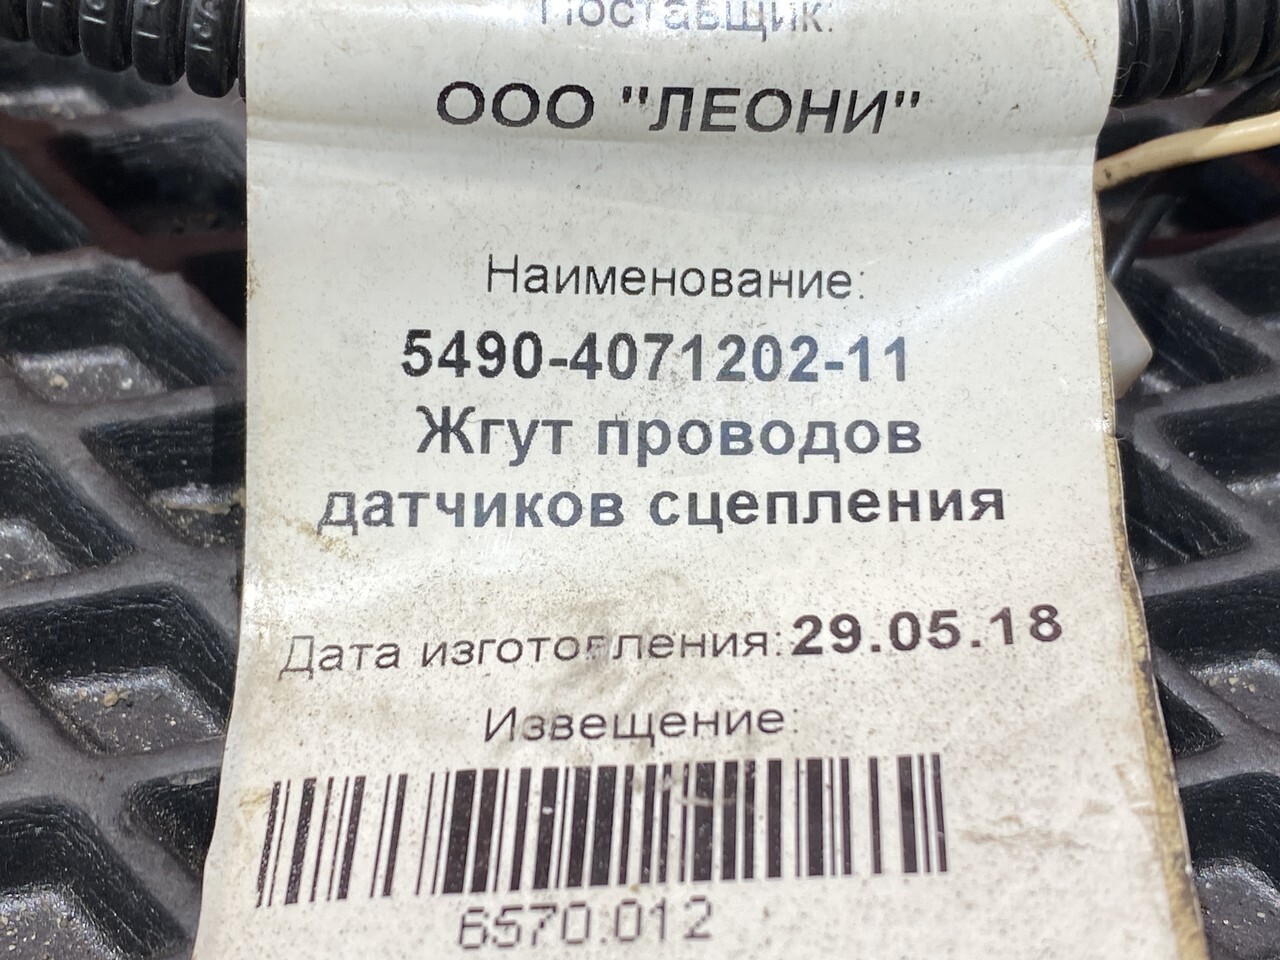 Поставщик:
ООО "ЛЕОНИ"
Наименование:
5490-4071202-11
Жгут проводов
датчиков сцепления
Дата изготовления: 29.05.18
Извещение:
6570.012